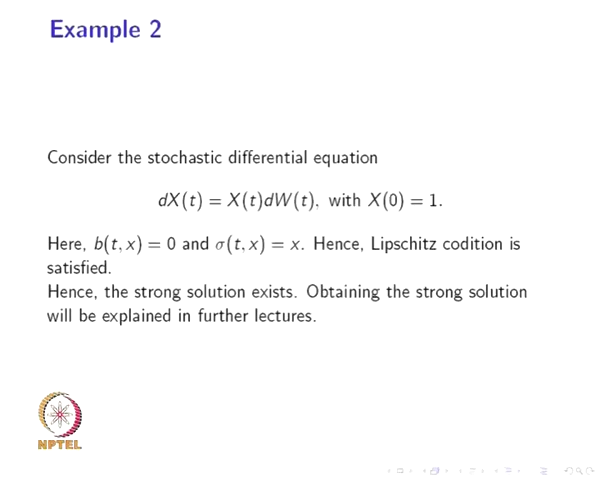 Example 2
Consider the stochastic differential equation
dX(t) = X(t)dW(t), with X(0) = 1.
Here, b(t, x) = 0 and σ(t, x) = x. Hence, Lipschitz codition is
satisfied.
Hence, the strong solution exists. Obtaining the strong solution
will be explained in further lectures.
NPTEL